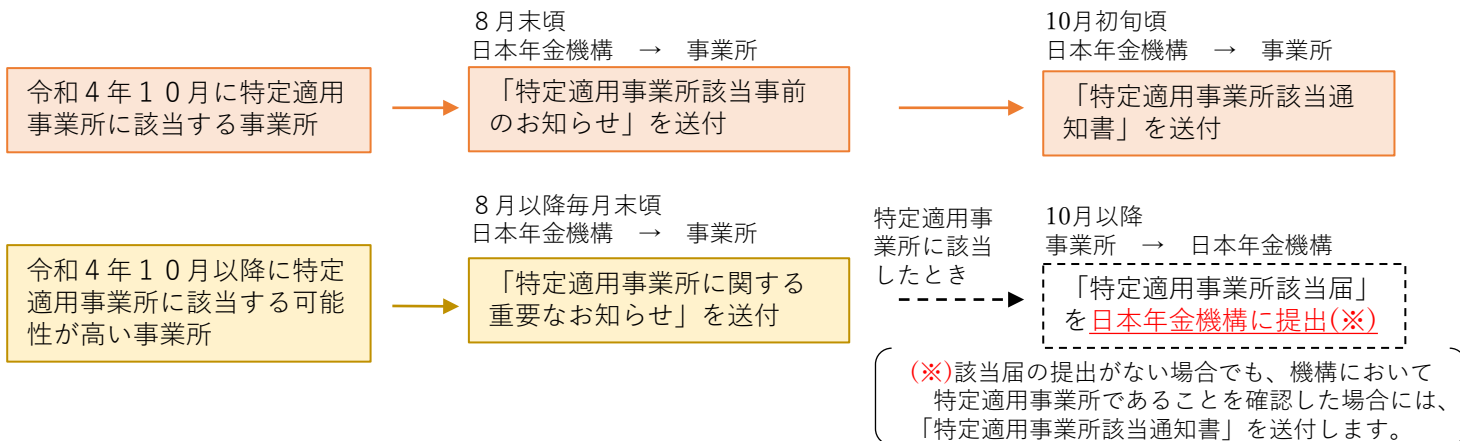 令和４年１０月に特定適用
事業所に該当する事業所
８月末頃
日本年金機構　→　事業所
「特定適用事業所該当事前
のお知らせ」を送付
10月初旬頃
日本年金機構　→　事業所
「特定適用事業所該当通
知書」を送付
令和４年１０月以降に特定
適用事業所に該当する可能
性が高い事業所
８月以降毎月末頃
日本年金機構　→　事業所
「特定適用事業所に関する
重要なお知らせ」を送付
特定適用事
業所に該当
したとき
10月以降
事業所　→　日本年金機構
「特定適用事業所該当届」
を日本年金機構に提出(※)
(※)該当届の提出がない場合でも、機構において
特定適用事業所であることを確認した場合には、
「特定適用事業所該当通知書」を送付します。